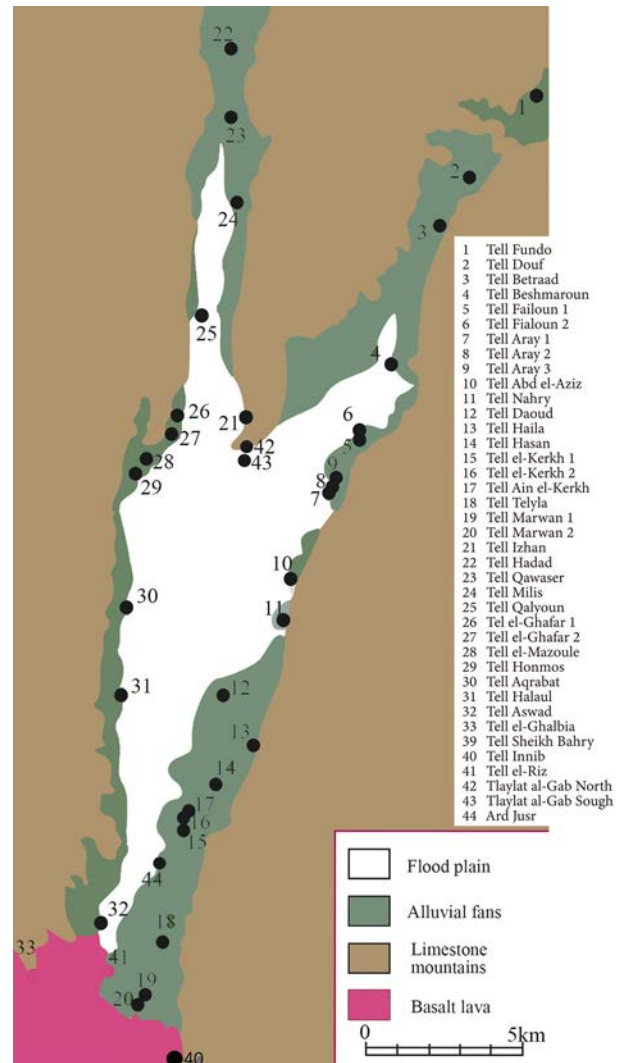 22
1
23
2
24
3
25
4
26
21
6
27
42
5
28
43
9
29
8
7
10
30
11
31
12
13
14
17
16
15
44
32
18
33
41
19
20
40
1 Tell Fundo
2 Tell Douf
3 Tell Betraad
4 Tell Beshmaroun
5 Tell Failoun 1
6 Tell Fialoun 2
7 Tell Aray 1
8 Tell Aray 2
9 Tell Aray 3
10 Tell Abd el-Aziz
11 Tell Nahry
12 Tell Daoud
13 Tell Haila
14 Tell Hasan
15 Tell el-Kerkh 1
16 Tell el-Kerkh 2
17 Tell Ain el-Kerkh
18 Tell Telyla
19 Tell Marwan 1
20 Tell Marwan 2
21 Tell Izhan
22 Tell Hadad
23 Tell Qawaser
24 Tell Milis
25 Tell Qalyoun
26 Tel el-Ghafar 1
27 Tell el-Ghafar 2
28 Tell el-Mazoule
29 Tell Honmos
30 Tell Aqrabat
31 Tell Halaul
32 Tell Aswad
33 Tell el-Ghalbia
39 Tell Sheikh Bahry
40 Tell Innib
41 Tell el-Riz
42 Tlaylat al-Gab North
43 Tlaylat al-Gab Sough
44 Ard Jusr
Flood plain
Alluvial fans
Limestone
mountains
Basalt lava
0 5km